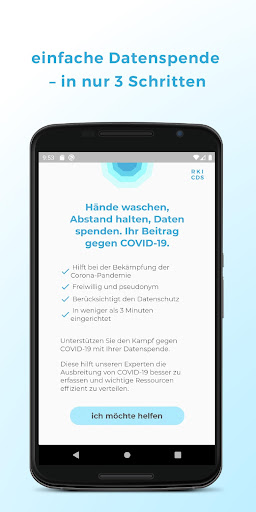 einfache Datenspende
– in nur 3 Schritten
9:53
RKI
CDS
Hände waschen,
Abstand halten, Daten
spenden. Ihr Beitrag
gegen COVID-19.
Hilft bei der Bekämpfung der
Corona-Pandemie
Freiwillig und pseudonym
Berücksichtigt den Datenschutz
In weniger als 3 Minuten
eingerichtet
Unterstützen Sie den Kampf gegen
COVID-19 mit Ihrer Datenspende.
Diese hilft unseren Experten die
Ausbreitung von COVID-19 besser zu
erfassen und wichtige Ressourcen
effizient zu verteilen.
ich möchte helfen